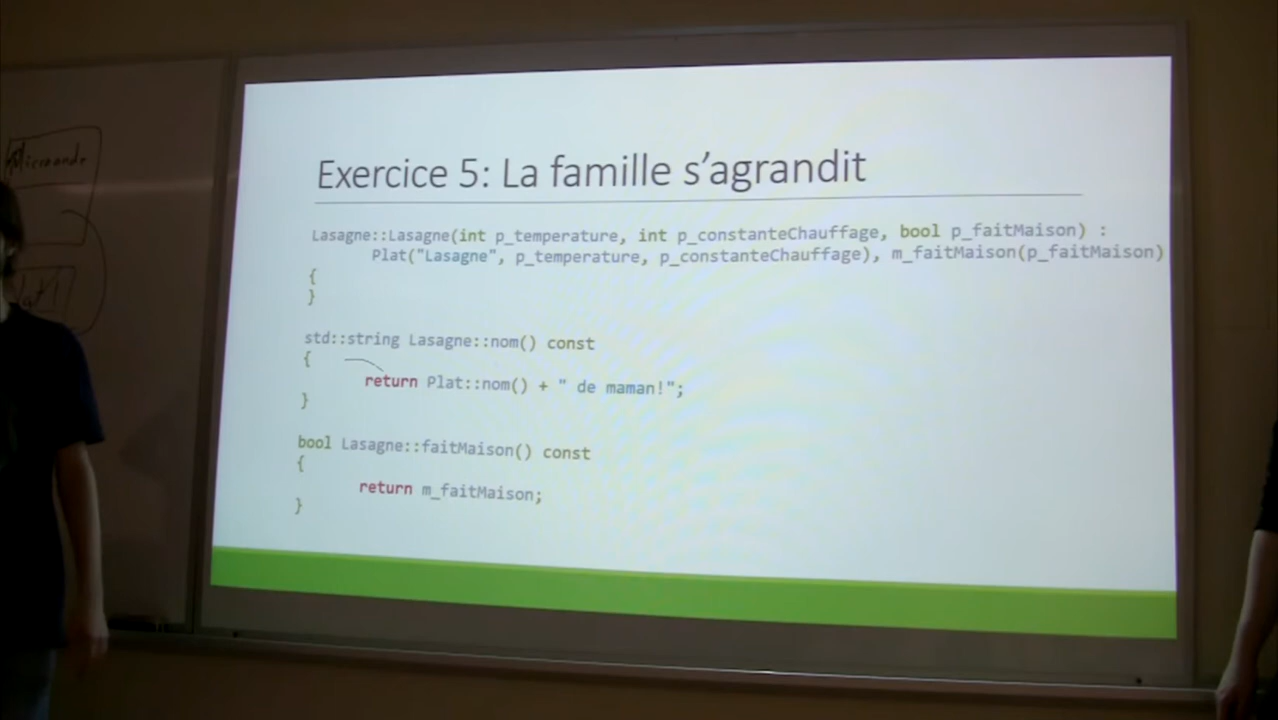 Microonde
Exercice 5: La famille s'agrandit
Lasagne::Lasagne(int p_temperature, int p_constanteChauffage, bool p_faitMaison) :
Plat("Lasagne", p_temperature, p_constanteChauffage), m_faitMaison(p_faitMaison)
{
}
std::string Lasagne::nom() const
{
return Plat::nom() + " de maman!";
}
bool Lasagne::faitMaison() const
{
return m_faitMaison;
}